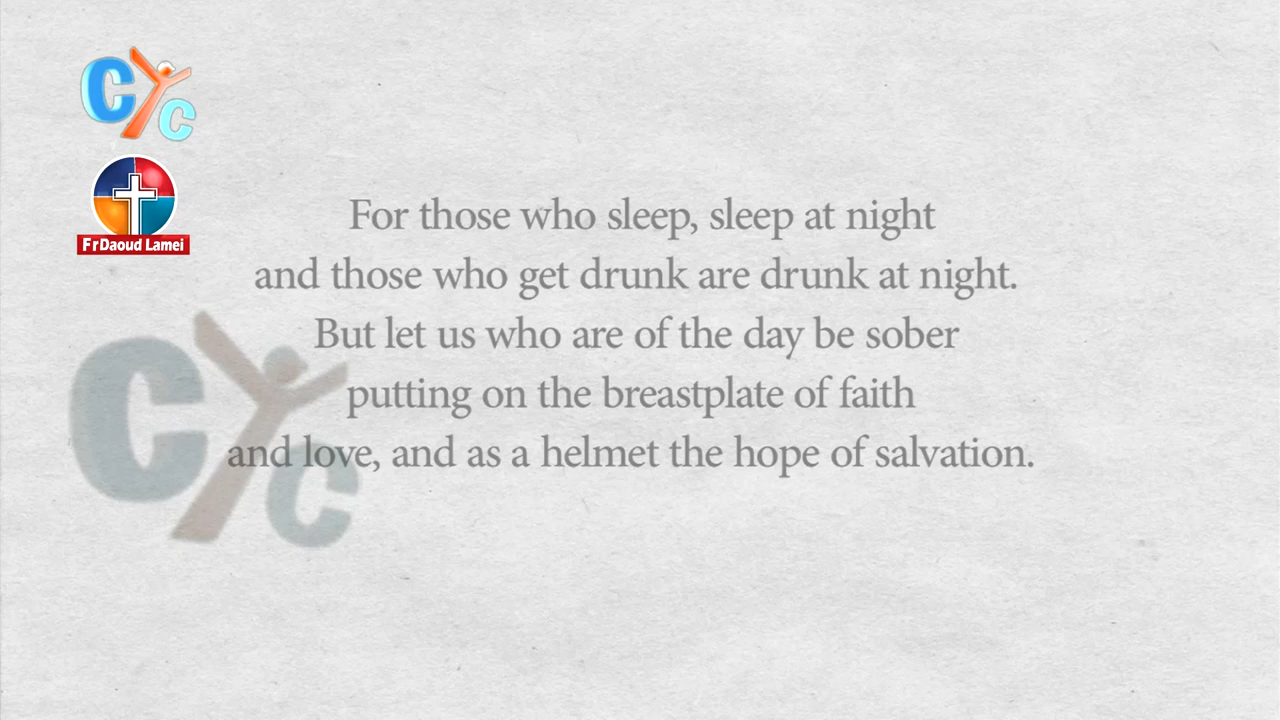 CYC
FrDaoud Lamei
For those who sleep, sleep at night
and those who get drunk are drunk at night.
But let us who are of the day be sober
putting on the breastplate of faith
and love, and as a helmet the hope of salvation.
CYC